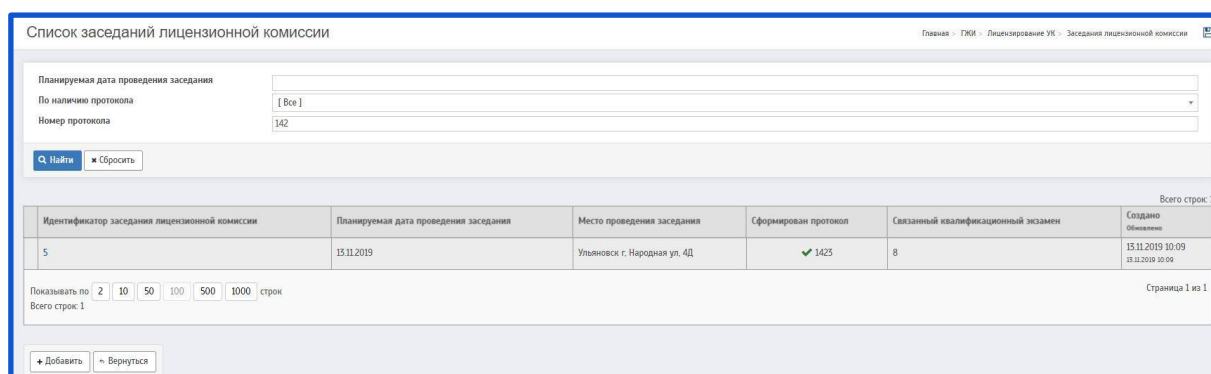 Список заседаний лицензионной комиссии
Главная > ГЖИ > Лицензирование УК > Заседания лицензионной комиссии
Планируемая дата проведения заседания
По наличию протокола [ Все ]
Номер протокола 142
Найти × Сбросить
Всего строк: 1
Идентификатор заседания лицензионной комиссии Планируемая дата проведения заседания Место проведения заседания Сформирован протокол Связанный квалификационный экзамен Создано
Обновлено
5 13.11.2019 Ульяновск г, Народная ул, 4Д ✔ 1423 8 13.11.2019 10:09
13.11.2019 10:09
Показывать по 2 10 50 100 500 1000 строк Страница 1 из 1
Всего строк: 1
+ Добавить Вернуться